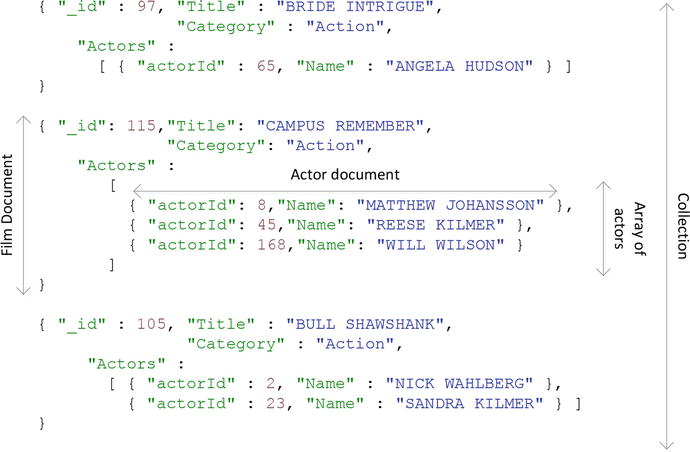 { "_id" : 97, "Title" : "BRIDE INTRIGUE",
"Category" : "Action",
"Actors" :
[ { "actorId" : 65, "Name" : "ANGELA HUDSON" } ]
}
{ "_id": 115,"Title": "CAMPUS REMEMBER",
"Category": "Action",
"Actors" :
[
Actor document
{ "actorId": 8,"Name": "MATTHEW JOHANSSON" },
{ "actorId": 45,"Name": "REESE KILMER" },
{ "actorId": 168,"Name": "WILL WILSON" }
]
}
Film Document
Array of
actors
Collection
{ "_id" : 105, "Title" : "BULL SHAWSHANK",
"Category" : "Action",
"Actors" :
[ { "actorId" : 2, "Name" : "NICK WAHLBERG" },
{ "actorId" : 23, "Name" : "SANDRA KILMER" } ]
}